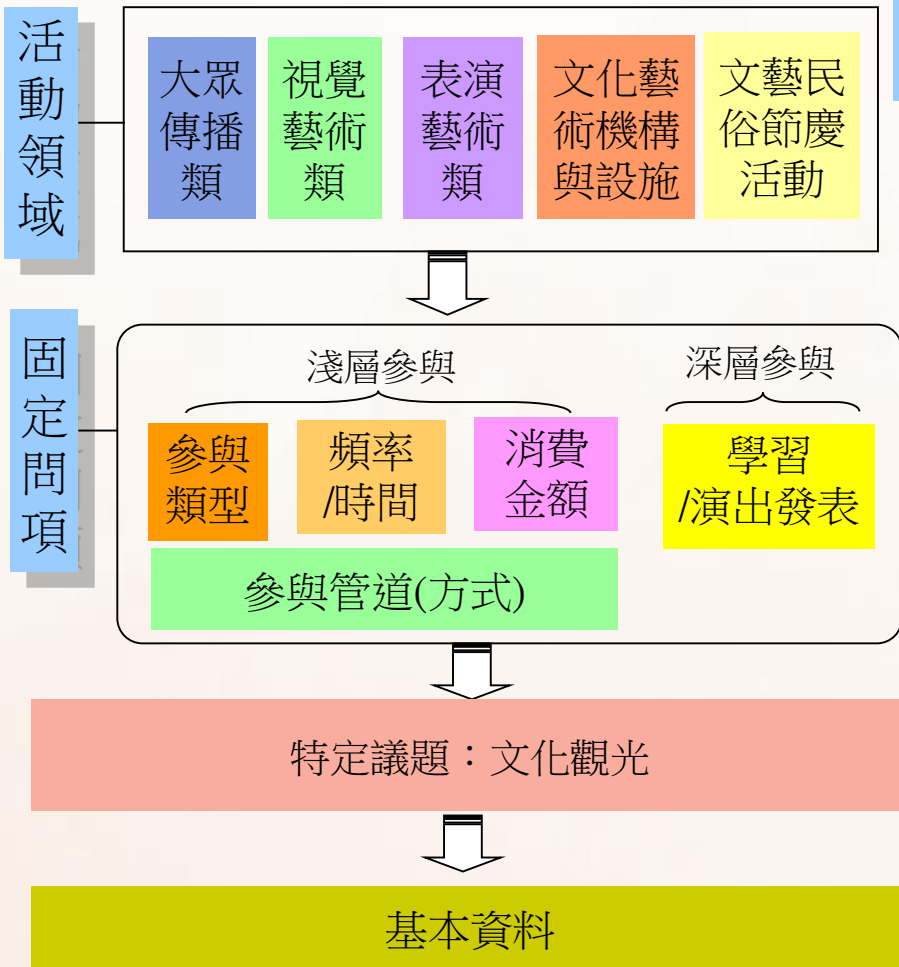 活動領域
大眾
傳播
類
視覺
藝術
類
表演
藝術
類
文化藝
術機構
與設施
文藝民
俗節慶
活動
固定問項
淺層參與
深層參與
參與
類型
頻率
/時間
消費
金額
學習
/演出發表
參與管道(方式)
特定議題：文化觀光
基本資料